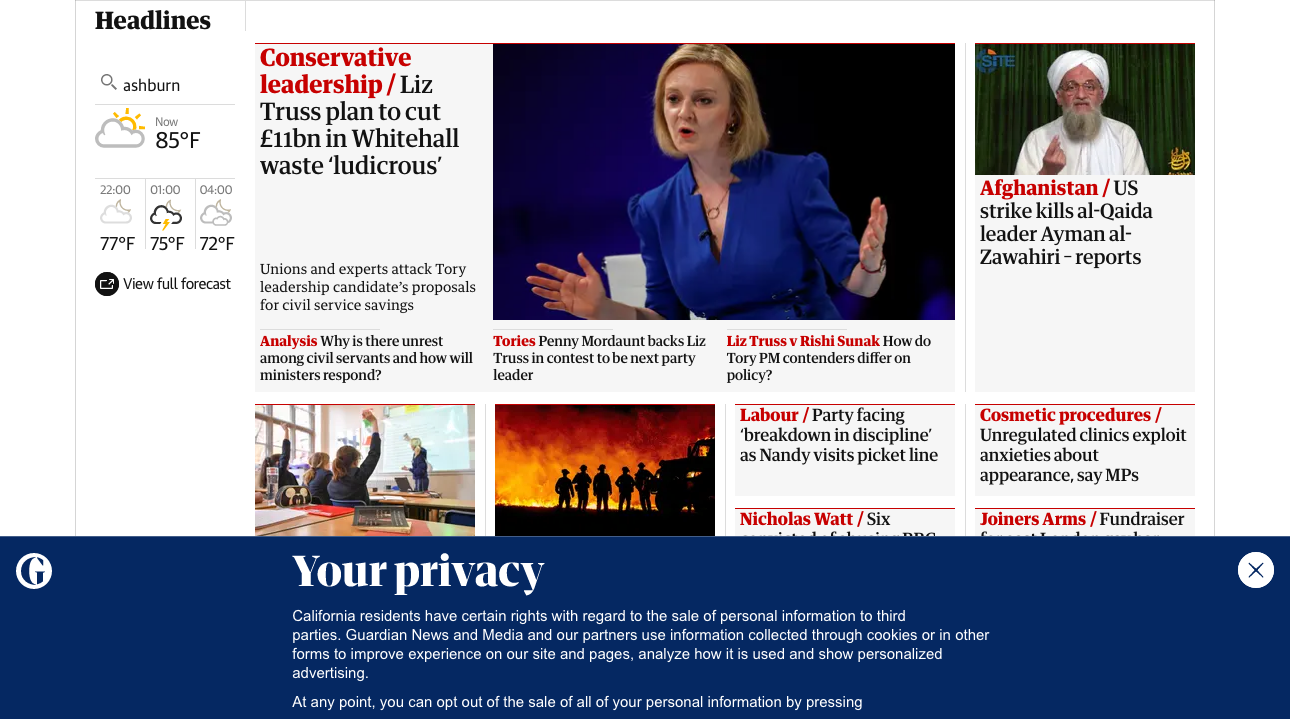 Headlines
ashburn
Now
85°F
22:00
01:00
04:00
77°F
75°F
72°F
View full forecast
Conservative
leadership / Liz
Truss plan to cut
£11bn in Whitehall
waste ‘ludicrous’
Unions and experts attack Tory
leadership candidate’s proposals
for civil service savings
SITE
Afghanistan / US
strike kills al-Qaida
leader Ayman al-
Zawahiri – reports
Analysis Why is there unrest
among civil servants and how will
ministers respond?
Tories Penny Mordaunt backs Liz
Truss in contest to be next party
leader
Liz Truss v Rishi Sunak How do
Tory PM contenders differ on
policy?
Labour / Party facing
‘breakdown in discipline’
as Nandy visits picket line
Cosmetic procedures /
Unregulated clinics exploit
anxieties about
appearance, say MPs
Nicholas Watt / Six
Joiners Arms / Fundraiser
G
Your privacy
California residents have certain rights with regard to the sale of personal information to third
parties. Guardian News and Media and our partners use information collected through cookies or in other
forms to improve experience on our site and pages, analyze how it is used and show personalized
advertising.
At any point, you can opt out of the sale of all of your personal information by pressing